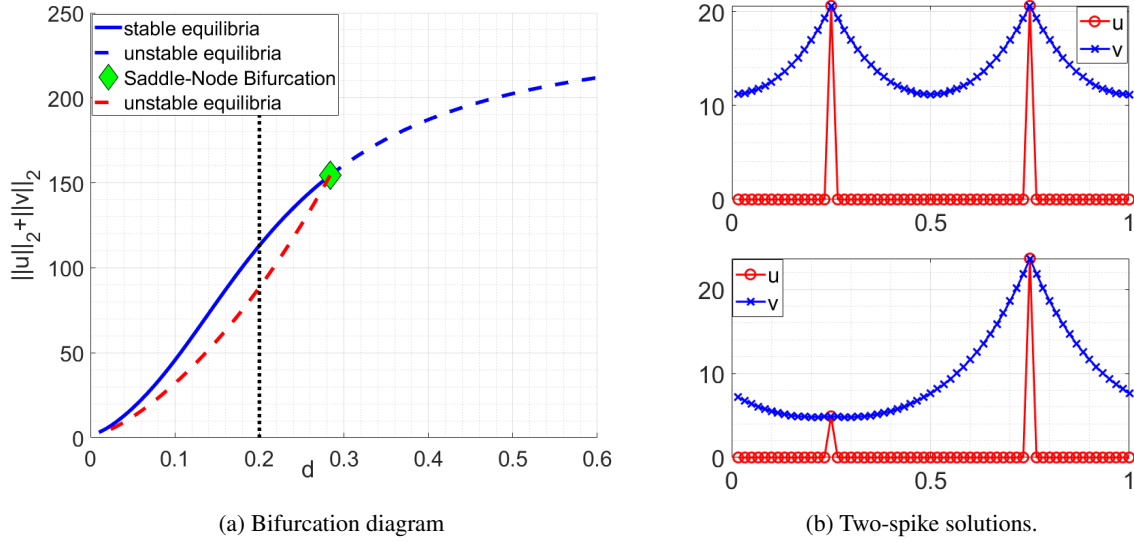 250
200
150
100
50
0
||u||₂+||v||₂
stable equilibria
unstable equilibria
Saddle-Node Bifurcation
unstable equilibria
0 0.1 0.2 0.3 0.4 0.5 0.6
d
(a) Bifurcation diagram
20
10
0
u
v
0 0.5 1
20
10
0
u
v
0 0.5 1
(b) Two-spike solutions.